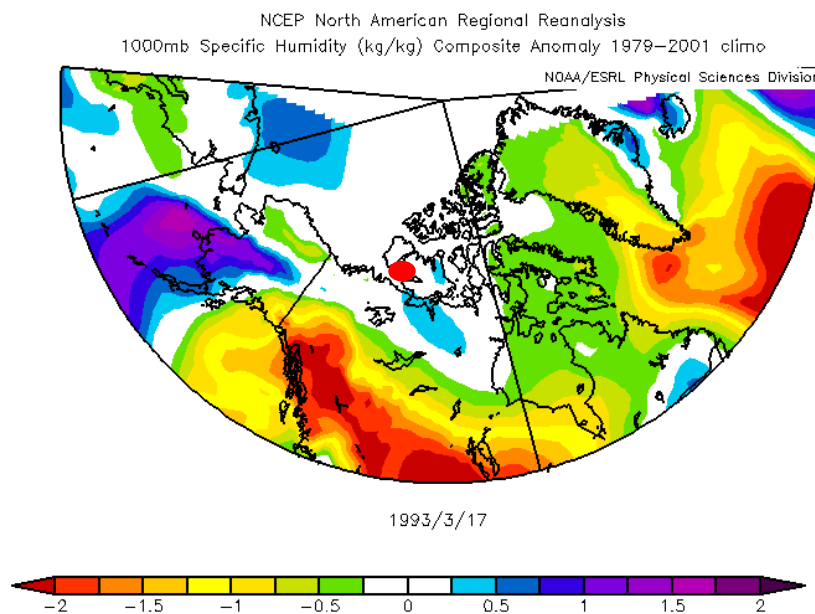 NCEP North American Regional Reanalysis
1000mb Specific Humidity (kg/kg) Composite Anomaly 1979-2001 climo
NOAA/ESRL Physical Sciences Division
1993/3/17
-2 -1.5 -1 -0.5 0 0.5 1 1.5 2